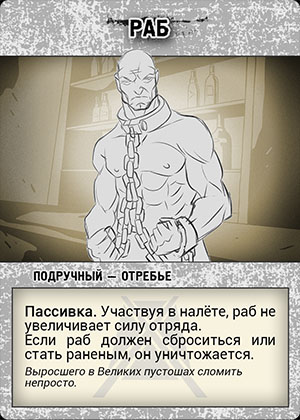 РАБ
ПОДРУЧНЫЙ — ОТРЕБЬЕ
Пассивка. Участвуя в налёте, раб не
увеличивает силу отряда.
Если раб должен сброситься или
стать раненым, он уничтожается.
Выросшего в Великих пустошах сломить
непросто.